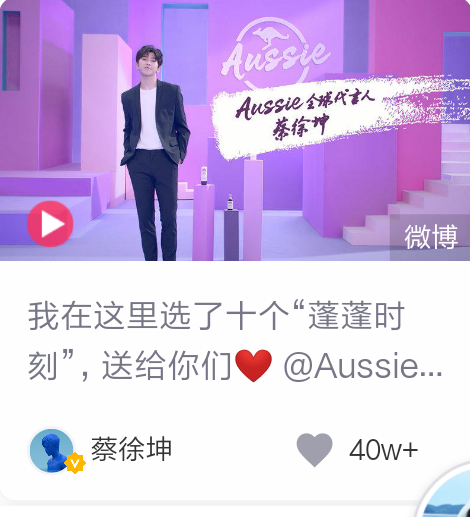 Aussie
Aussie 全球代言人
蔡徐坤
微博
我在这里选了十个“蓬蓬时
刻”，送给你们❤️ @Aussie...
蔡徐坤
40w+